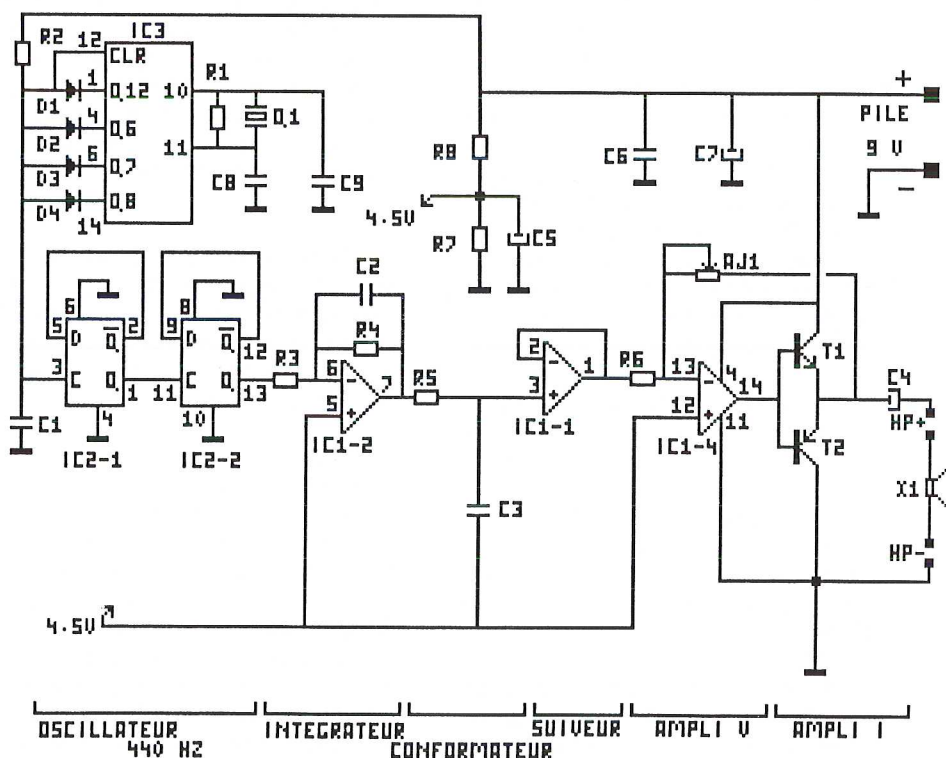 IC3
R2 12
CLR
R1
1 Q12 10
D1
Q1
4 Q6
D2
6 Q7 11
D3
Q8
D4
14
C8
C9
R8
4.5V
R7
C5
C6
C7
+
PILE
9 V
-
C2
R4
AJ1
6
5 2
D Q
3 C Q 1
4
C1
IC2-1
8
9 12
D Q
11 C Q 13
10
IC2-2
R3
6 -
7
5 +
IC1-2
R5
2 -
1
3 +
IC1-1
R6
13 -
4
14
12 +
11
IC1-4
T1
T2
C4
HP+
X1
HP-
C3
4.5V
OSCILLATEUR
440 HZ
INTEGRATEUR
CONFORMATEUR
SUIVEUR
AMPLI V
AMPLI I